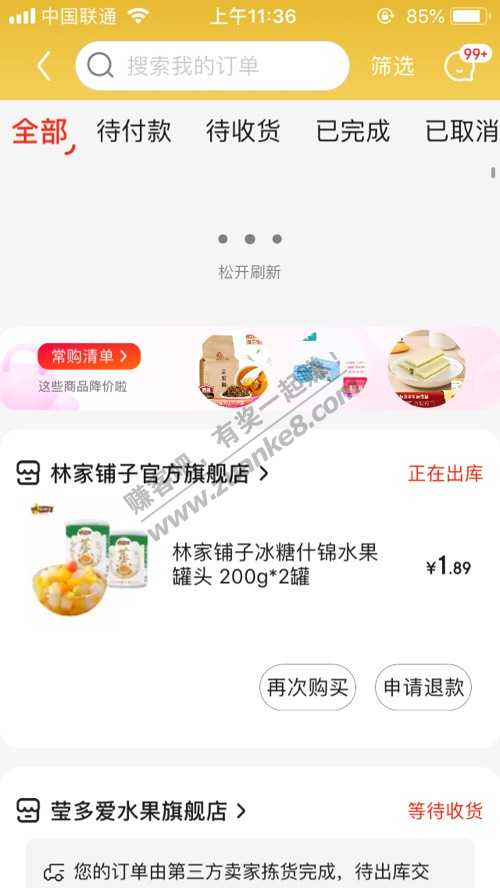 中国联通 上午11:36 85%
搜索我的订单 筛选 99+
全部 待付款 待收货 已完成 已取消
松开刷新
常购清单
这些商品降价啦
赚客吧，有奖一起赚！
www.zuanke8.com
林家铺子官方旗舰店 正在出库
林家铺子冰糖什锦水果
罐头 200g*2罐
¥1.89
再次购买 申请退款
莹多爱水果旗舰店 等待收货
您的订单由第三方卖家拣货完成，待出库交